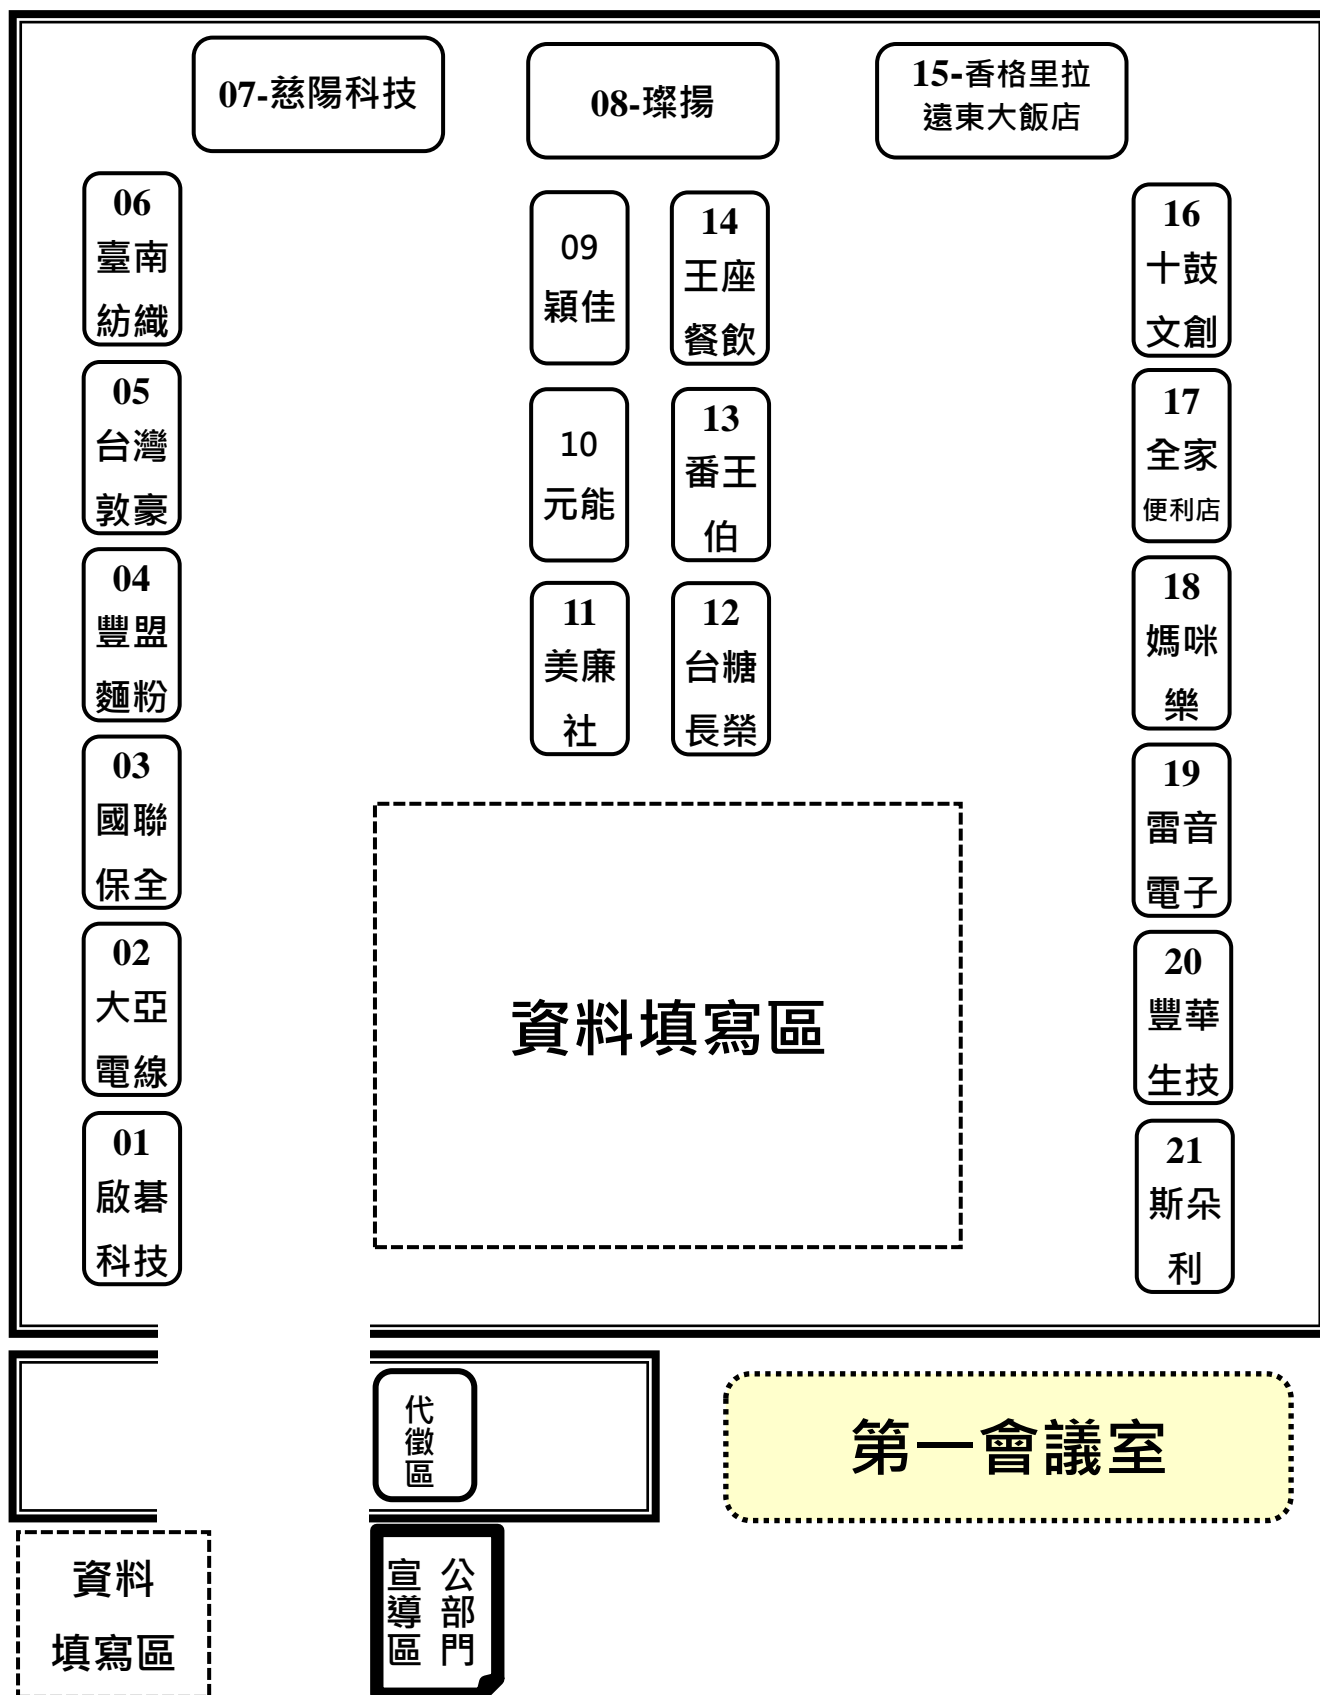 07-慈陽科技
08-璨揚
15-香格里拉
遠東大飯店
06
臺南
紡織
05
台灣
敦豪
04
豐盟
麵粉
03
國聯
保全
02
大亞
電線
01
啟碁
科技
09
穎佳
10
元能
11
美廉
社
14
王座
餐飲
13
番王
伯
12
台糖
長榮
16
十鼓
文創
17
全家
便利店
18
媽咪
樂
19
雷音
電子
20
豐華
生技
21
斯朵
利
資料填寫區
代徵區
第一會議室
資料
填寫區
公部門
宣導區